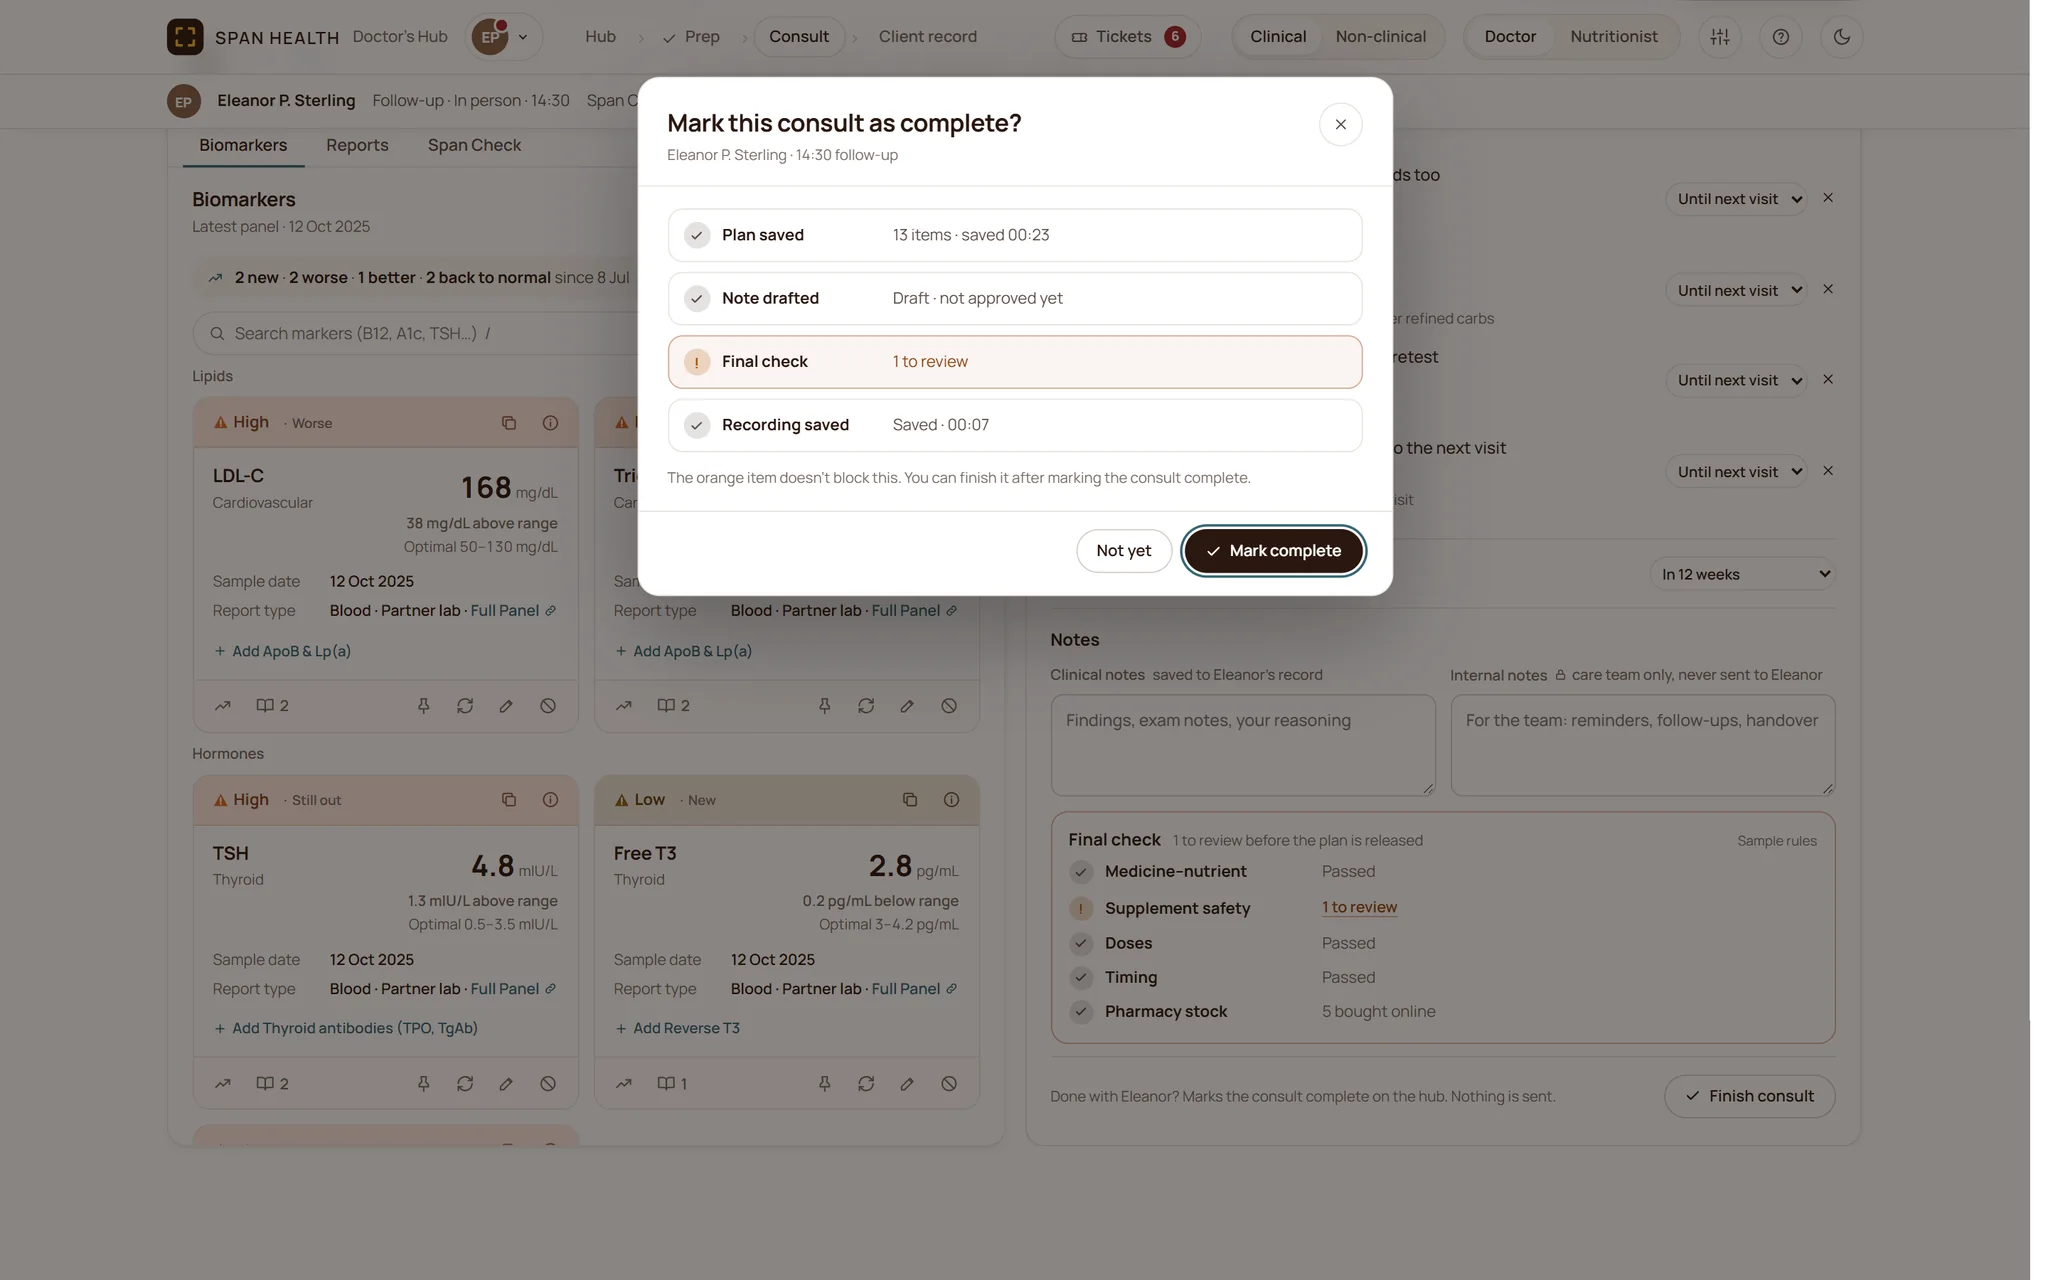 SPAN HEALTH Doctor's Hub EP Hub Prep Consult Client record Tickets 6 Clinical Non-clinical Doctor Nutritionist
EP Eleanor P. Sterling Follow-up · In person · 14:30 Span C
Mark this consult as complete?
Eleanor P. Sterling · 14:30 follow-up
Plan saved 13 items · saved 00:23
Note drafted Draft · not approved yet
! Final check 1 to review
Recording saved Saved · 00:07
The orange item doesn't block this. You can finish it after marking the consult complete.
Not yet Mark complete
Biomarkers Reports Span Check
Biomarkers
Latest panel · 12 Oct 2025
2 new · 2 worse · 1 better · 2 back to normal since 8 Jul
Search markers (B12, A1c, TSH…) /
Lipids
High · Worse
LDL-C
Cardiovascular
168 mg/dL
38 mg/dL above range
Optimal 50–130 mg/dL
Sample date 12 Oct 2025
Report type Blood · Partner lab · Full Panel
+ Add ApoB & Lp(a)
2
Report type Blood · Partner lab · Full Panel
+ Add ApoB & Lp(a)
2
Hormones
High · Still out
TSH
Thyroid
4.8 mIU/L
1.3 mIU/L above range
Optimal 0.5–3.5 mIU/L
Sample date 12 Oct 2025
Report type Blood · Partner lab · Full Panel
+ Add Thyroid antibodies (TPO, TgAb)
2
Low · New
Free T3
Thyroid
2.8 pg/mL
0.2 pg/mL below range
Optimal 3–4.2 pg/mL
Sample date 12 Oct 2025
Report type Blood · Partner lab · Full Panel
+ Add Reverse T3
1
ds too
Until next visit
Until next visit
er refined carbs
retest
Until next visit
o the next visit
Until next visit
isit
In 12 weeks
Notes
Clinical notes saved to Eleanor's record
Findings, exam notes, your reasoning
Internal notes care team only, never sent to Eleanor
For the team: reminders, follow-ups, handover
Final check 1 to review before the plan is released Sample rules
Medicine–nutrient Passed
! Supplement safety 1 to review
Doses Passed
Timing Passed
Pharmacy stock 5 bought online
Done with Eleanor? Marks the consult complete on the hub. Nothing is sent. Finish consult